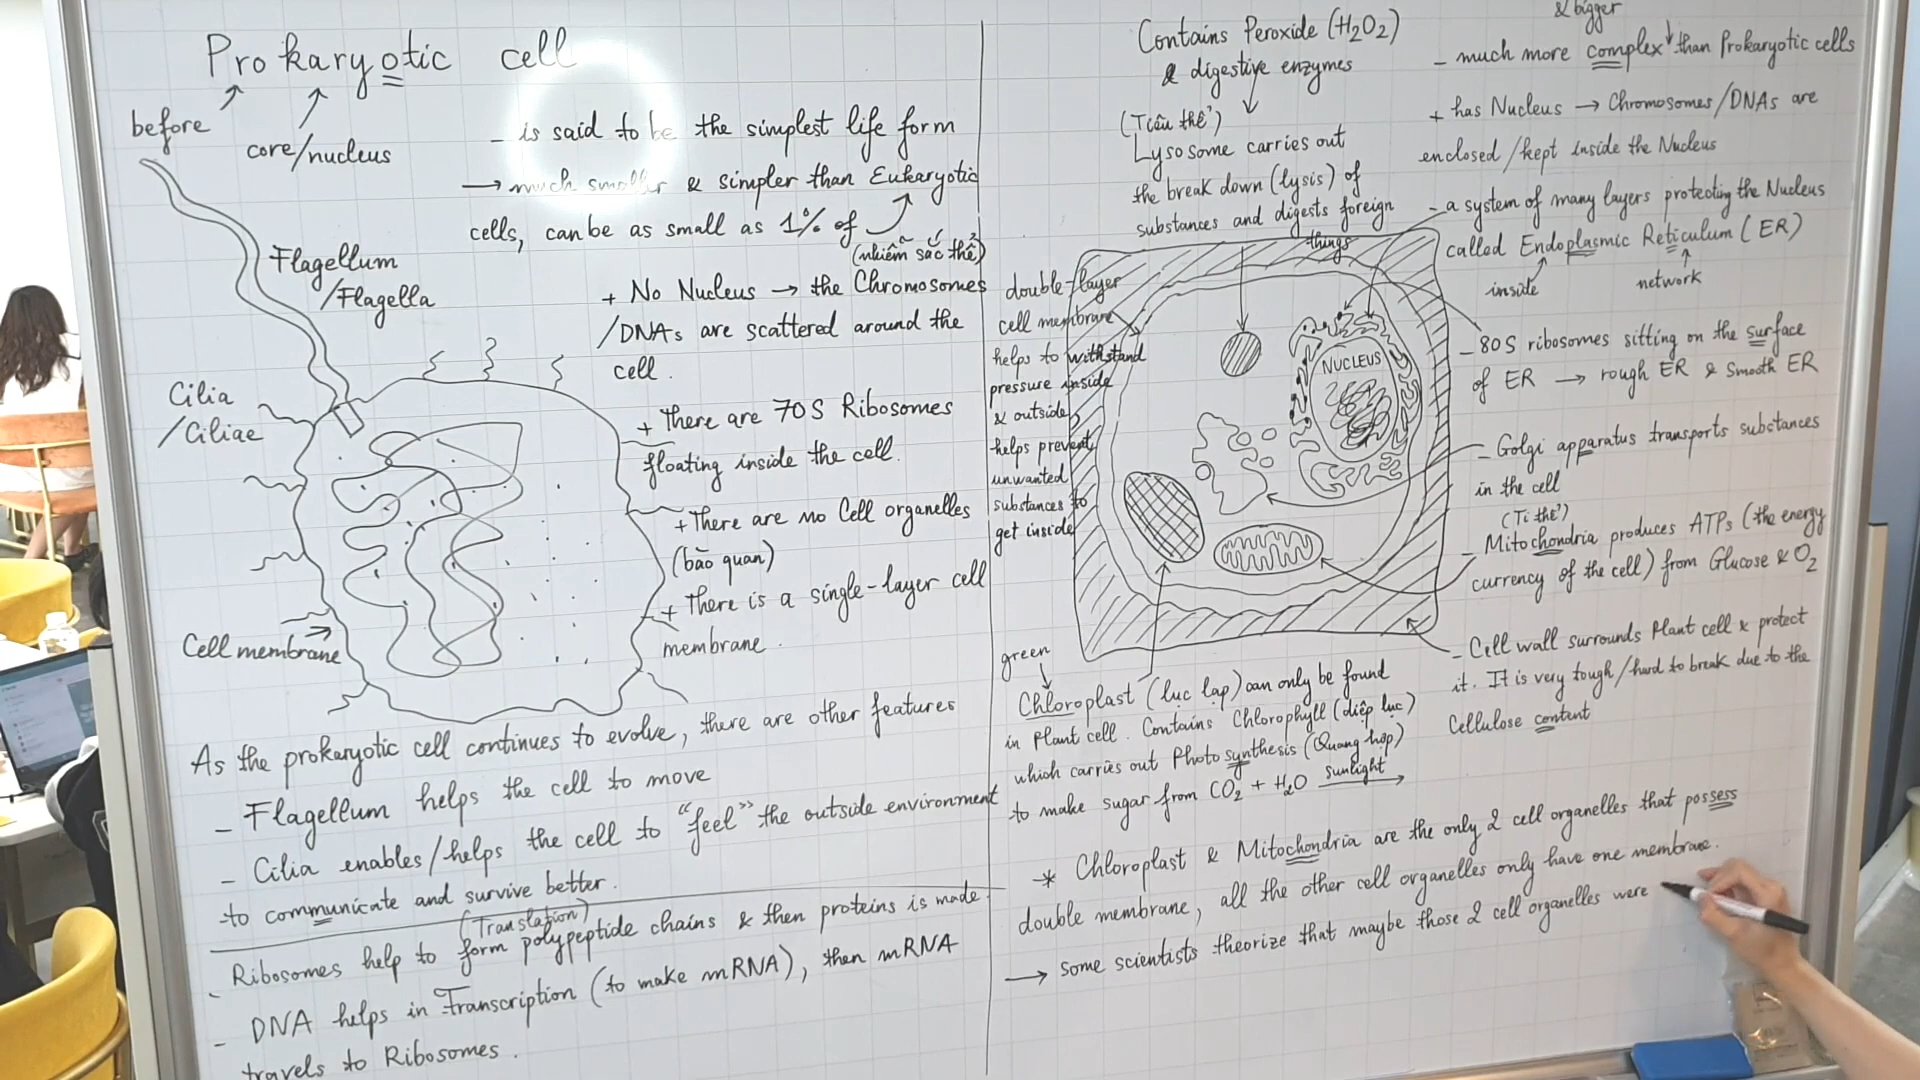 Prokaryotic cell
before
core/nucleus
- is said to be the simplest life form
→ much smaller & simpler than Eukaryotic
cells, can be as small as 1% of
(nhiễm sắc thể)
Flagellum
/Flagella
+ No Nucleus → the Chromosomes
/DNAs are scattered around the
cell.
Cilia
/Ciliae
+ There are 70S Ribosomes
floating inside the cell.
+ There are no Cell organelles
(bào quan)
+ There is a single-layer cell
membrane.
Cell membrane
As the prokaryotic cell continues to evolve, there are other features
- Flagellum helps the cell to move
- Cilia enables/helps the cell to "feel" the outside environment
to communicate and survive better.
(Translation)
- Ribosomes help to form polypeptide chains & then proteins is made.
- DNA helps in Transcription (to make mRNA), then mRNA
travels to Ribosomes.
Contains Peroxide (H2O2)
& digestive enzymes
(Tiêu thể)
Lysosome carries out
the break down (lysis) of
substances and digests foreign
things
double-layer
cell membrane
helps to withstand
pressure inside
& outside,
helps prevent
unwanted
substances to
get inside
NUCLEUS
& bigger
- much more complex than Prokaryotic cells
+ has Nucleus → Chromosomes/DNAs are
enclosed/kept inside the Nucleus
- a system of many layers protecting the Nucleus
called Endoplasmic Reticulum (ER)
inside
network
- 80S ribosomes sitting on the surface
of ER → rough ER & Smooth ER
- Golgi apparatus transports substances
in the cell
(Ti thể)
- Mitochondria produces ATPs (the energy
currency of the cell) from Glucose & O2
- Cell wall surrounds Plant cell & protect
it. It is very tough/hard to break due to the
Cellulose content
green
Chloroplast (lục lạp) can only be found
in Plant cell. Contains Chlorophyll (diệp lục)
which carries out Photosynthesis (Quang hợp)
to make sugar from CO2 + H2O sunlight →
* Chloroplast & Mitochondria are the only 2 cell organelles that possess
double membrane, all the other cell organelles only have one membrane.
→ some scientists theorize that maybe those 2 cell organelles were